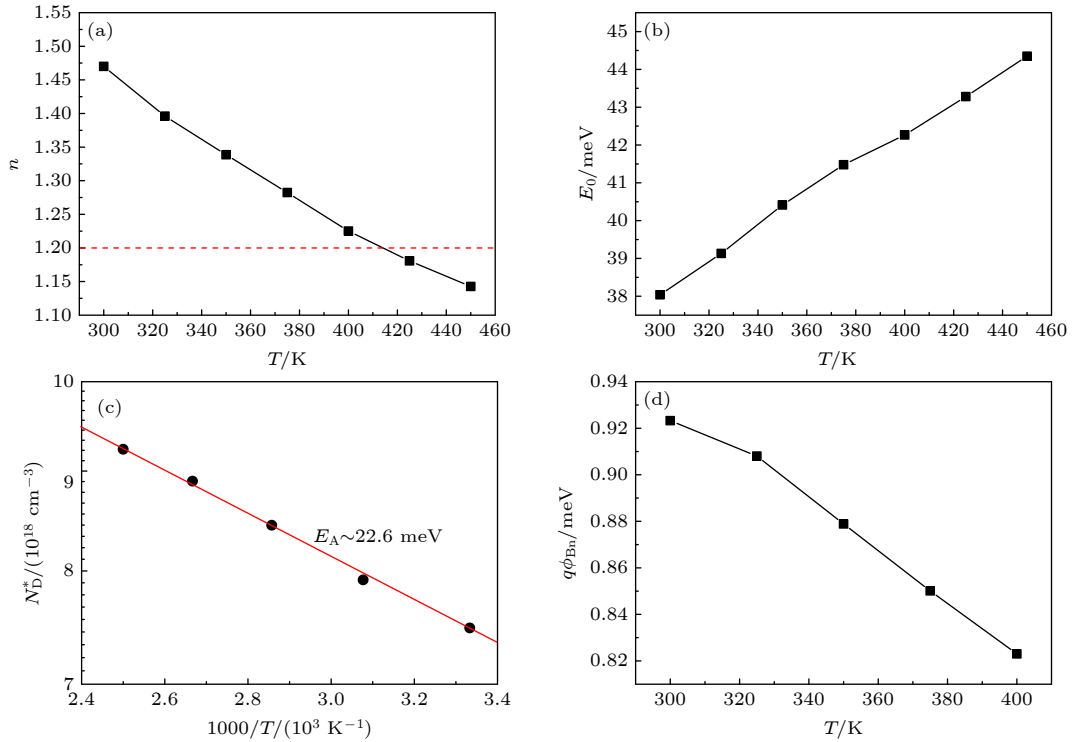 (a)
1.55
1.50
1.45
1.40
1.35
1.30
1.25
1.20
1.15
1.10
n
300 320 340 360 380 400 420 440 460
T/K
(b)
45
44
43
42
41
40
39
38
E₀/meV
300 320 340 360 380 400 420 440 460
T/K
(c)
10
9
8
7
N*D/(10¹⁸ cm⁻³)
EA~22.6 meV
2.4 2.6 2.8 3.0 3.2 3.4
1000/T/(10³ K⁻¹)
(d)
0.94
0.92
0.90
0.88
0.86
0.84
0.82
qϕBn/meV
300 320 340 360 380 400
T/K